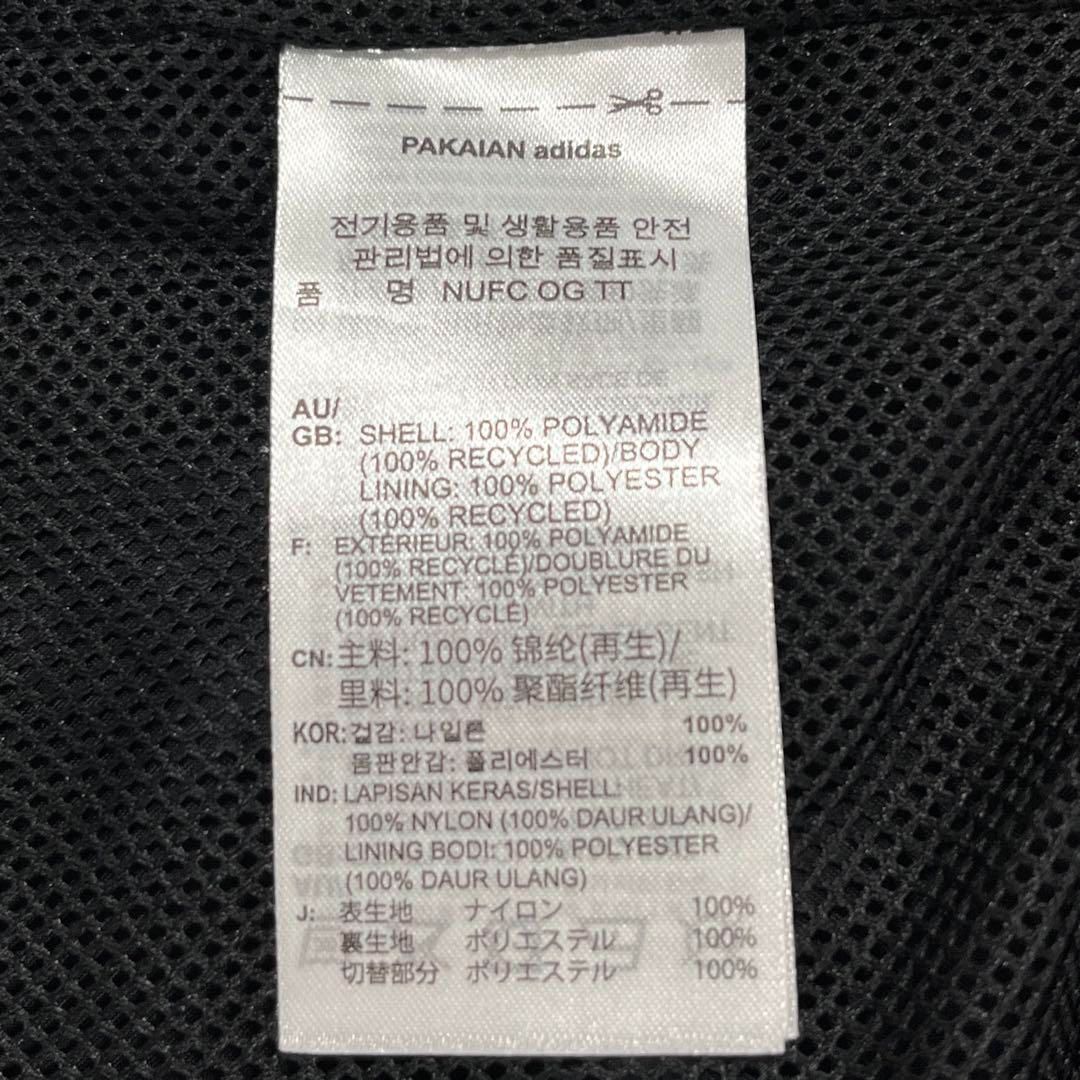 PAKAIAN adidas
전기용품 및 생활용품 안전
관리법에 의한 품질표시
품 명 NUFC OG TT
AU/
GB: SHELL: 100% POLYAMIDE
(100% RECYCLED)/BODY
LINING: 100% POLYESTER
(100% RECYCLED)
F: EXTERIEUR: 100% POLYAMIDE
(100% RECYCLÉ)/DOUBLURE DU
VETEMENT: 100% POLYESTER
(100% RECYCLÉ)
CN: 主料: 100% 锦纶(再生)/
里料: 100% 聚酯纤维(再生)
KOR: 겉감: 나일론 100%
몸판안감: 폴리에스터 100%
IND: LAPISAN KERAS/SHELL:
100% NYLON (100% DAUR ULANG)/
LINING BODI: 100% POLYESTER
(100% DAUR ULANG)
J: 表生地 ナイロン 100%
裏生地 ポリエステル 100%
切替部分 ポリエステル 100%